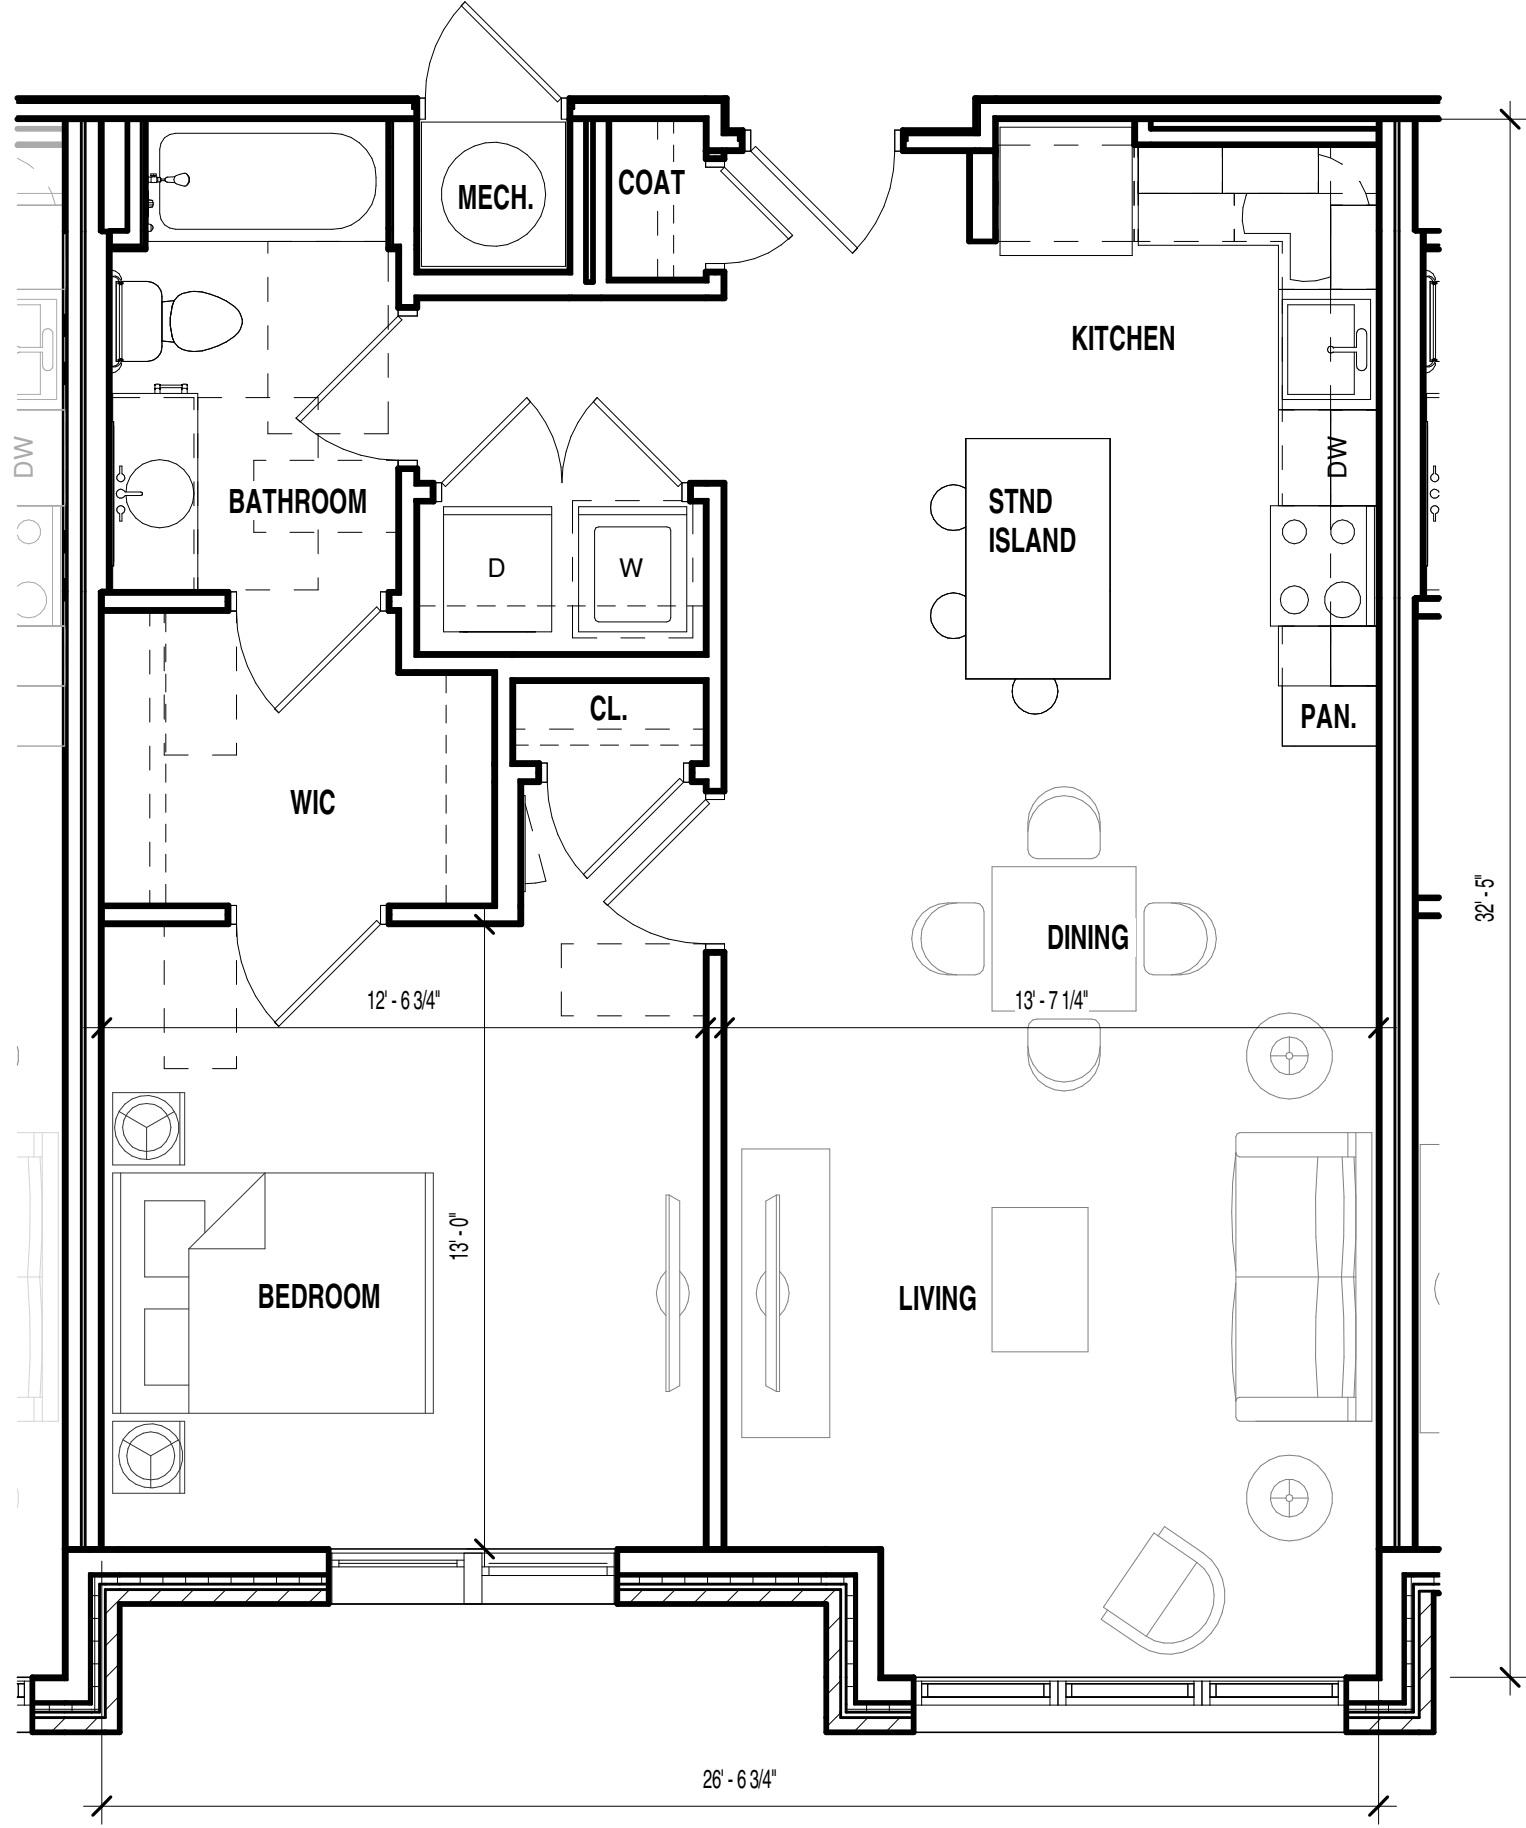 MECH.
COAT
KITCHEN
DW
DW
BATHROOM
STND
ISLAND
D
W
CL.
PAN.
WIC
32' - 5"
DINING
12' - 6 3/4"
13' - 7 1/4"
13' - 0"
BEDROOM
LIVING
26' - 6 3/4"